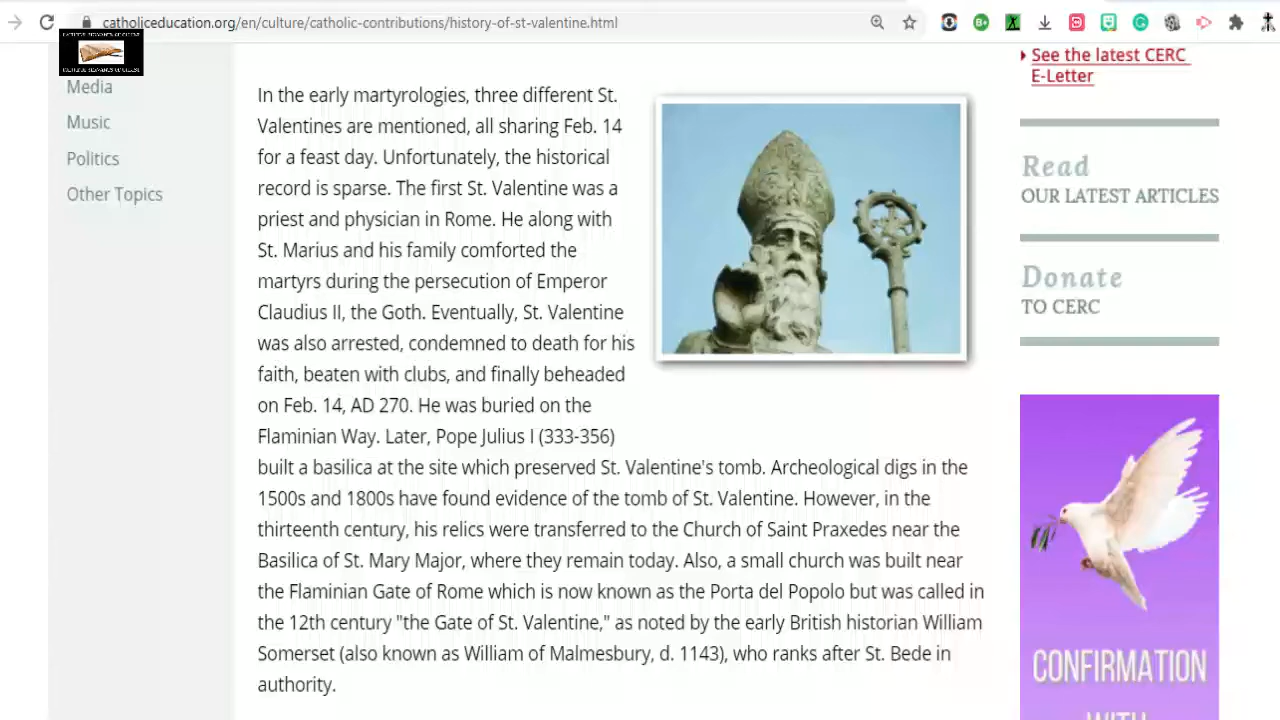 catholiceducation.org/en/culture/catholic-contributions/history-of-st-valentine.html
Media
Music
Politics
Other Topics
In the early martyrologies, three different St.
Valentines are mentioned, all sharing Feb. 14
for a feast day. Unfortunately, the historical
record is sparse. The first St. Valentine was a
priest and physician in Rome. He along with
St. Marius and his family comforted the
martyrs during the persecution of Emperor
Claudius II, the Goth. Eventually, St. Valentine
was also arrested, condemned to death for his
faith, beaten with clubs, and finally beheaded
on Feb. 14, AD 270. He was buried on the
Flaminian Way. Later, Pope Julius I (333-356)
built a basilica at the site which preserved St. Valentine's tomb. Archeological digs in the
1500s and 1800s have found evidence of the tomb of St. Valentine. However, in the
thirteenth century, his relics were transferred to the Church of Saint Praxedes near the
Basilica of St. Mary Major, where they remain today. Also, a small church was built near
the Flaminian Gate of Rome which is now known as the Porta del Popolo but was called in
the 12th century "the Gate of St. Valentine," as noted by the early British historian William
Somerset (also known as William of Malmesbury, d. 1143), who ranks after St. Bede in
authority.
See the latest CERC
E-Letter
Read
OUR LATEST ARTICLES
Donate
TO CERC
CONFIRMATION
WITH